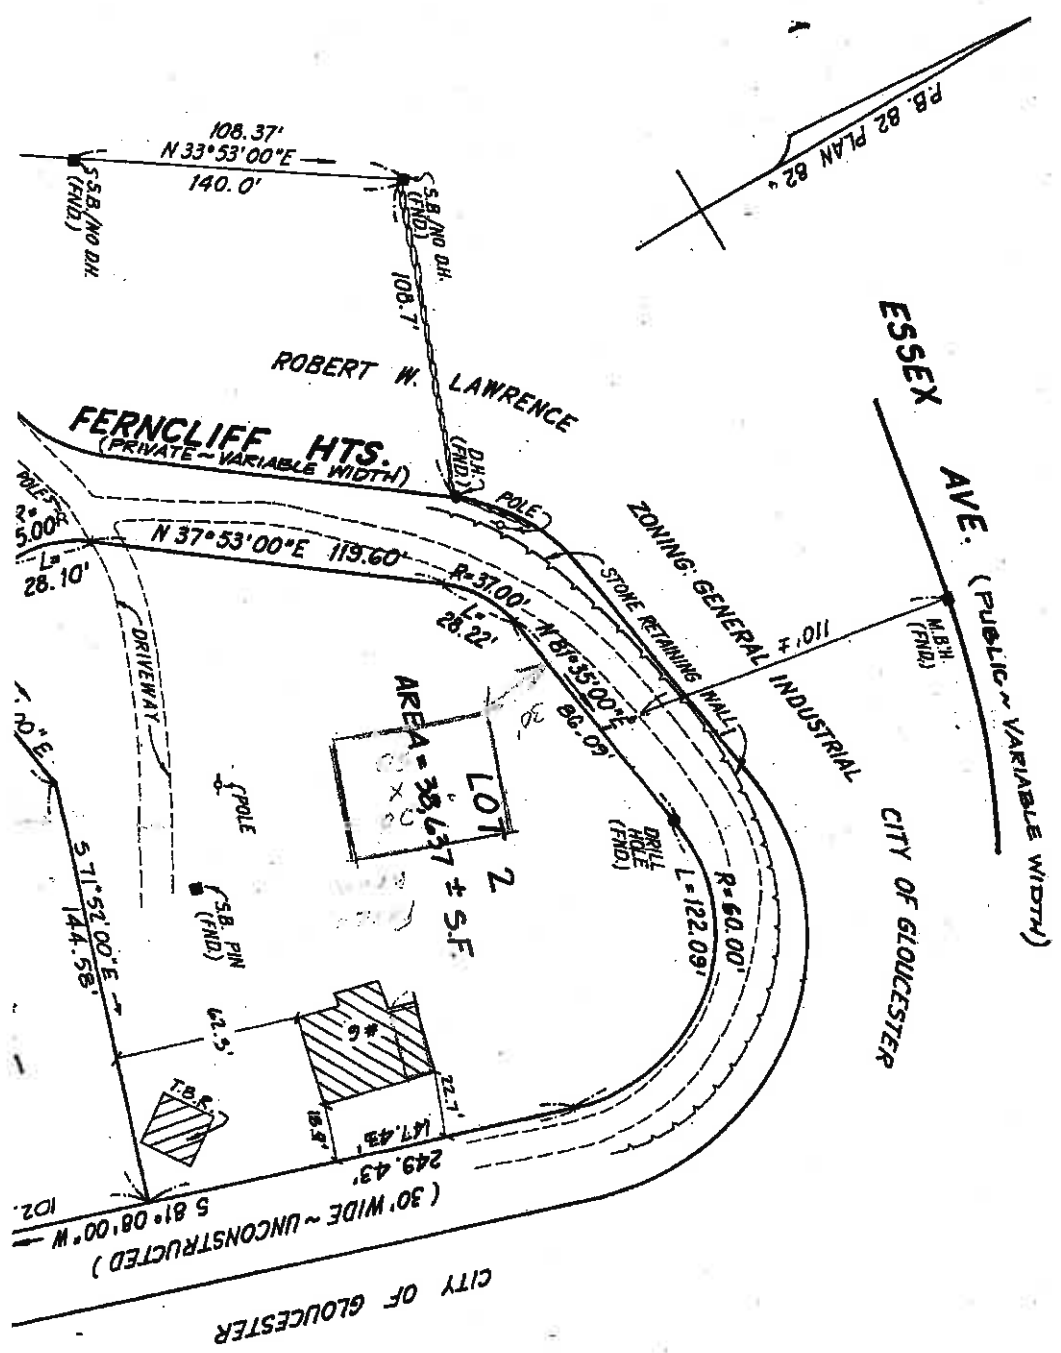 P.B. 82 PLAN 82
108.37'
N 33°53'00"E
140.0'
S.B./NO D.H.
(FND.)
S.B./NO D.H.
(FND.)
108.7'
ROBERT W. LAWRENCE
ESSEX AVE. (PUBLIC ~ VARIABLE WIDTH)
FERNCLIFF HTS.
(PRIVATE ~ VARIABLE WIDTH)
D.H.
(FND.)
POLE
POLES
5.00'
L=
28.10'
N 37°53'00"E 119.60'
R=37.00'
L=
28.22'
STONE RETAINING WALL
ZONING: GENERAL INDUSTRIAL
110' ±
M.B.H.
(FND.)
N 81°35'00"E
86.09'
30'
DRIVEWAY
POLE
LOT 2
AREA = 38,637 ± S.F.
DRILL
HOLE
(FND.)
CITY OF GLOUCESTER
R=60.00'
L=122.09'
S.B. PIN
(FND.)
S 71°52'00"E
144.58'
62.5'
#6
T.B.R.
22.7'
18.9'
147.43'
249.43'
S 81°08'00"W
102.
(30' WIDE ~ UNCONSTRUCTED)
CITY OF GLOUCESTER